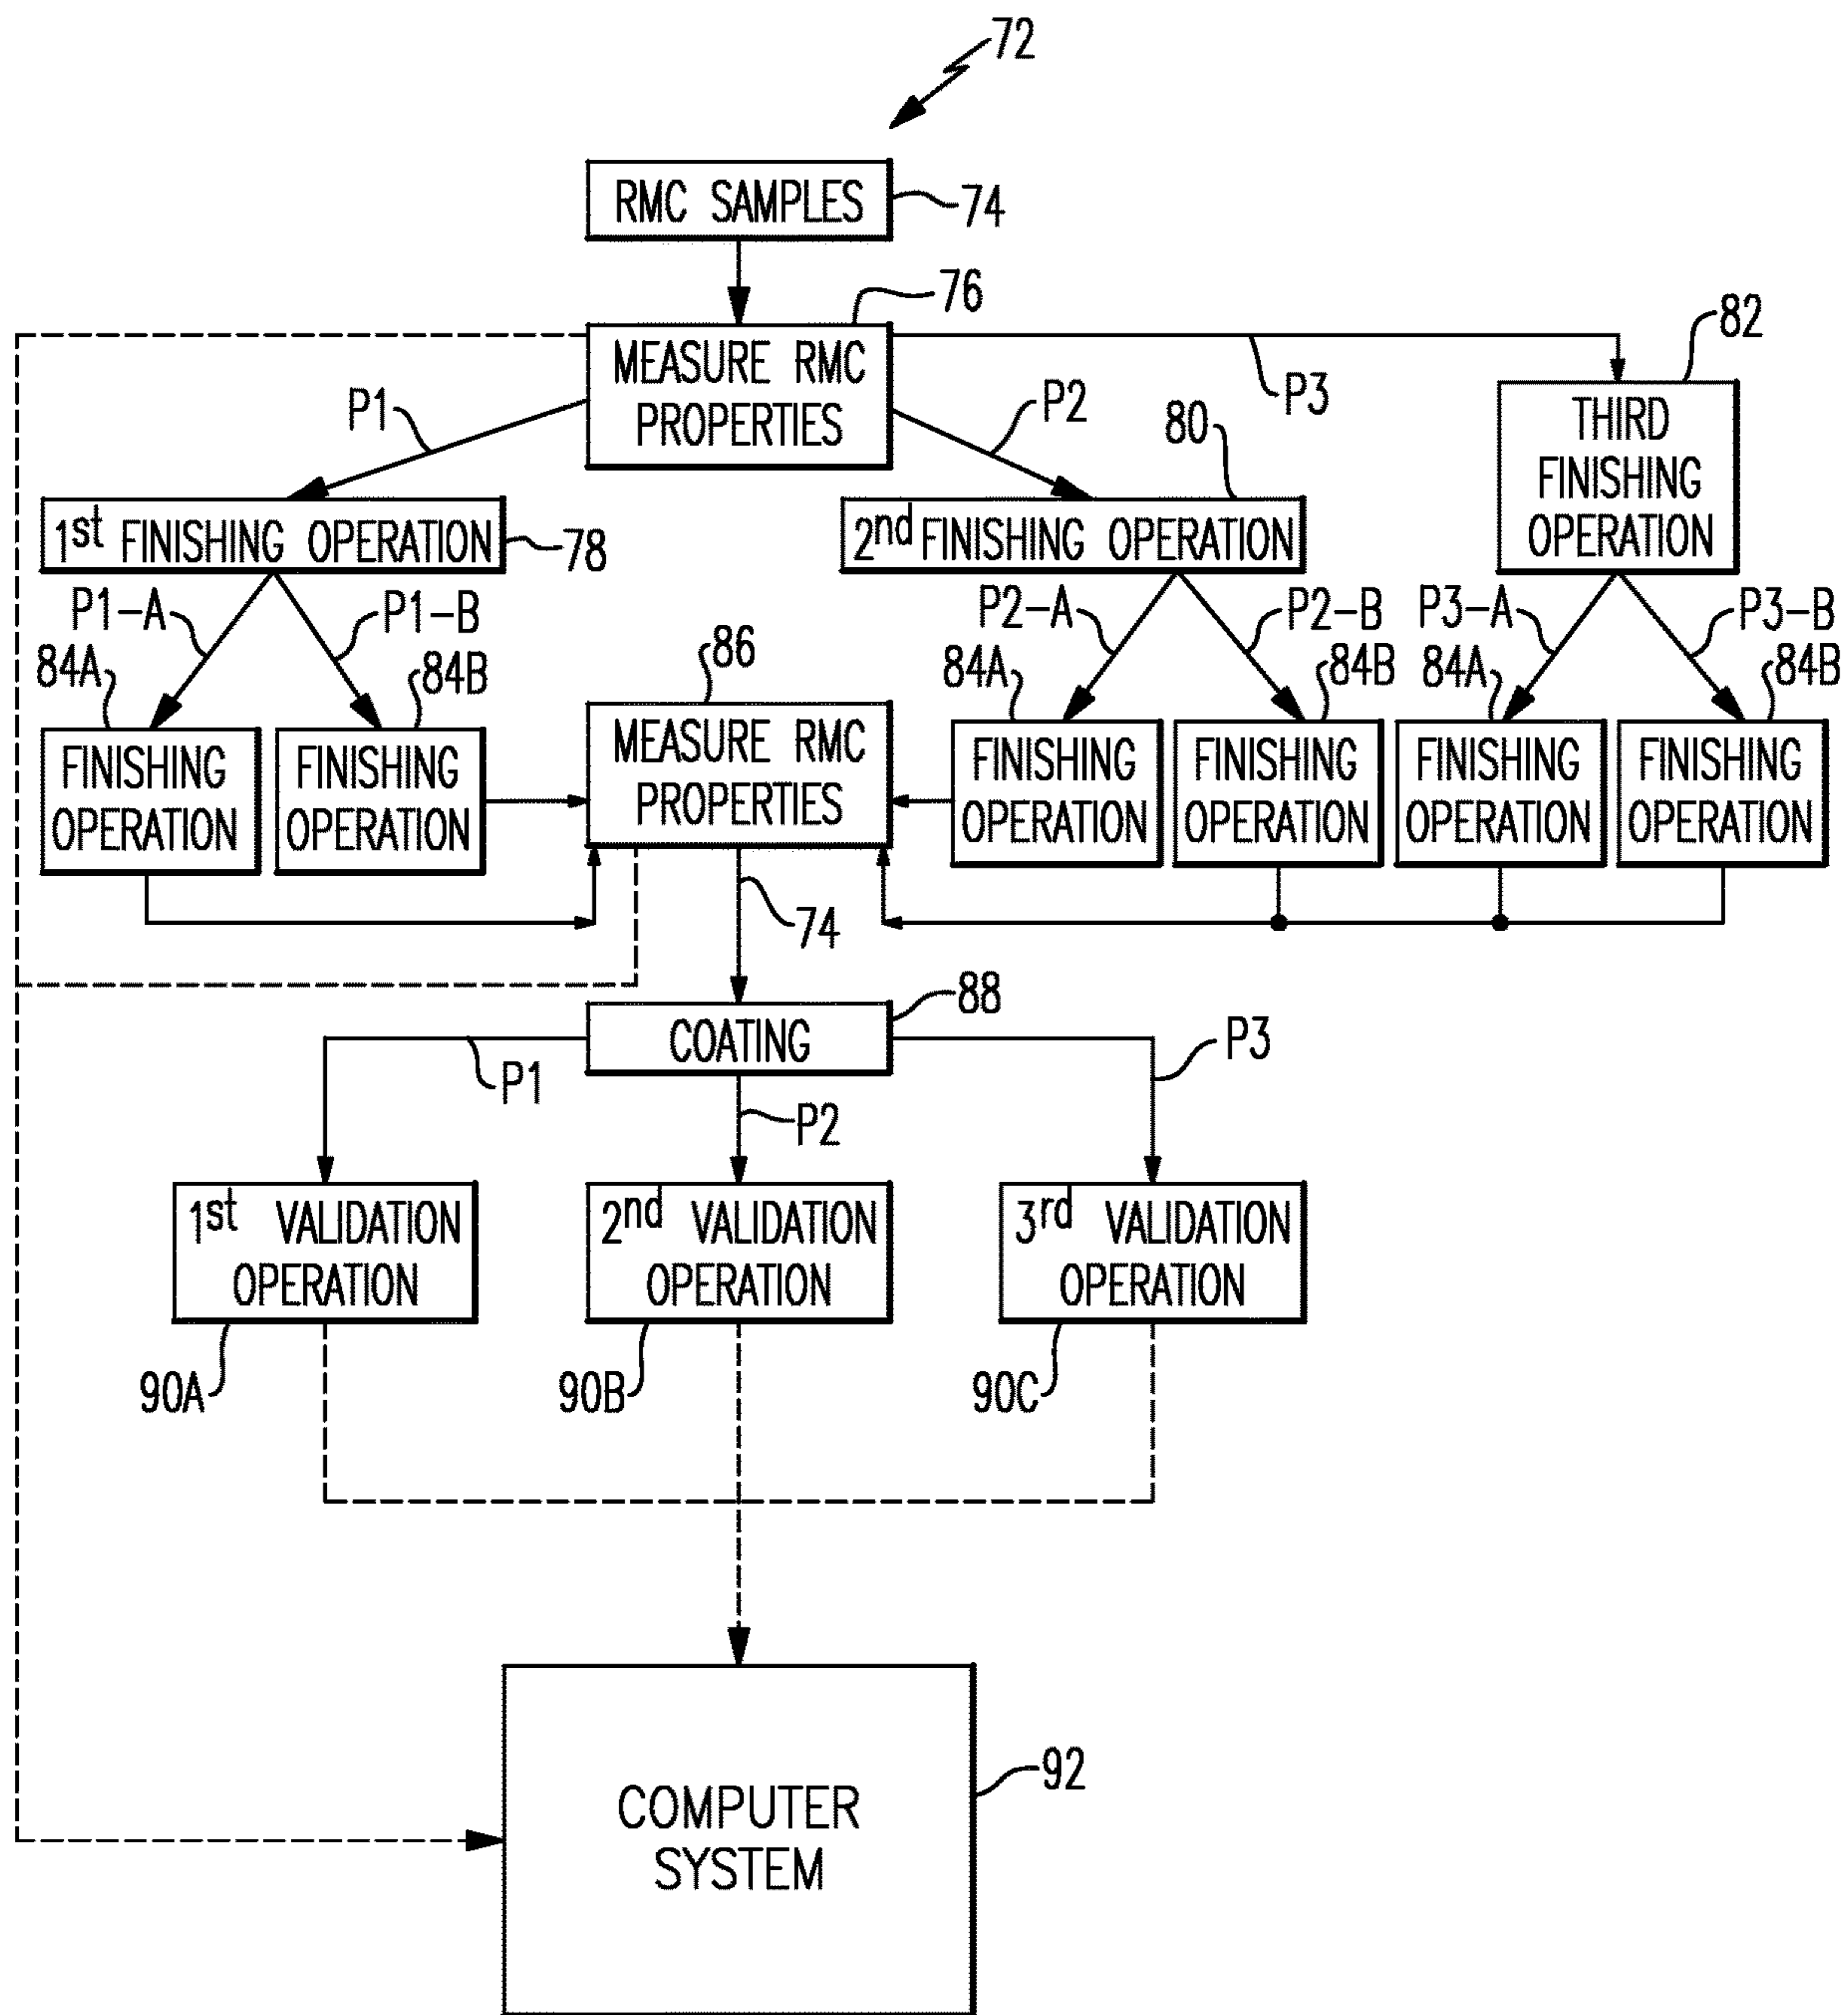 72
RMC SAMPLES
74
76
MEASURE RMC
PROPERTIES
82
P1
P2
P3
80
THIRD
FINISHING
OPERATION
1st FINISHING OPERATION
78
2nd FINISHING OPERATION
P1-A
P1-B
P2-A
P2-B
P3-A
P3-B
84A
84B
86
84A
84B
84A
84B
FINISHING
OPERATION
FINISHING
OPERATION
MEASURE RMC
PROPERTIES
FINISHING
OPERATION
FINISHING
OPERATION
FINISHING
OPERATION
FINISHING
OPERATION
74
88
COATING
P1
P2
P3
1st VALIDATION
OPERATION
2nd VALIDATION
OPERATION
3rd VALIDATION
OPERATION
90A
90B
90C
92
COMPUTER
SYSTEM